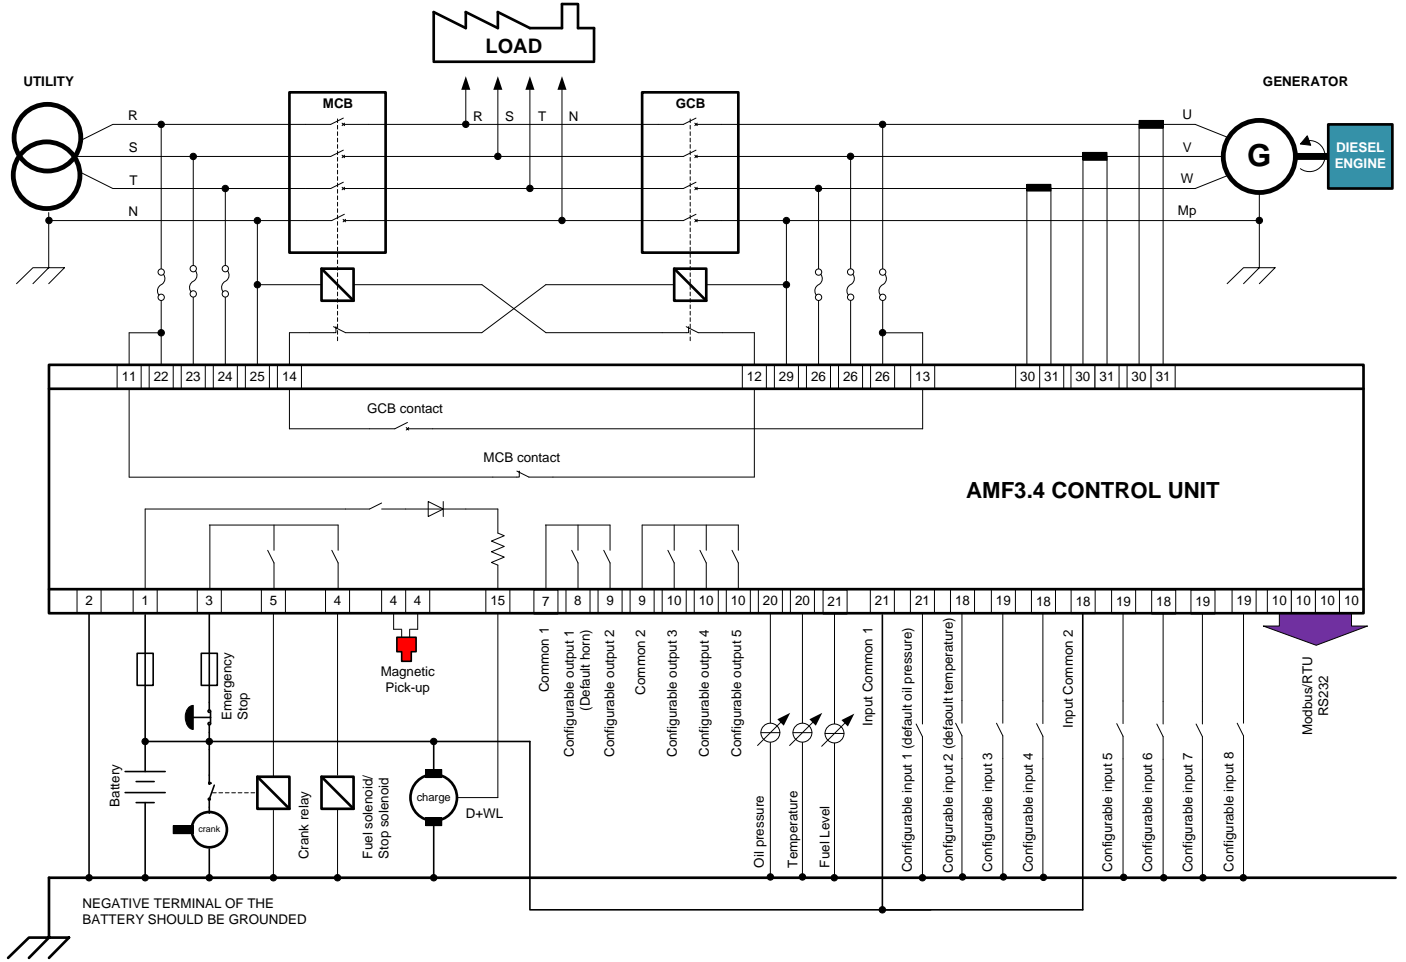 LOAD
UTILITY
GENERATOR
MCB
GCB
R
S
T
N
R S T N
U
V
W
Mp
G
DIESEL
ENGINE
11 22 23 24 25 14 12 29 26 26 26 13 30 31 30 31 30 31
GCB contact
MCB contact
AMF3.4 CONTROL UNIT
2 1 3 5 4 4 4 15 7 8 9 9 10 10 10 20 20 21 21 21 18 19 18 18 19 18 19 19 10 10 10 10
Magnetic
Pick-up
Emergency
Stop
Battery
crank
Crank relay
Fuel solenoid/
Stop solenoid
charge
D+WL
Common 1
Configurable output 1
(Default horn)
Configurable output 2
Common 2
Configurable output 3
Configurable output 4
Configurable output 5
Oil pressure
Temperature
Fuel Level
Input Common 1
Configurable input 1 (default oil pressure)
Configurable input 2 (defaoult temperature)
Configurable input 3
Configurable input 4
Input Common 2
Configurable input 5
Configurable input 6
Configurable input 7
Configurable input 8
Modbus/RTU
RS232
NEGATIVE TERMINAL OF THE
BATTERY SHOULD BE GROUNDED